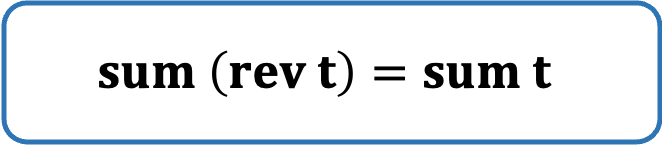 sum (rev t) = sum t